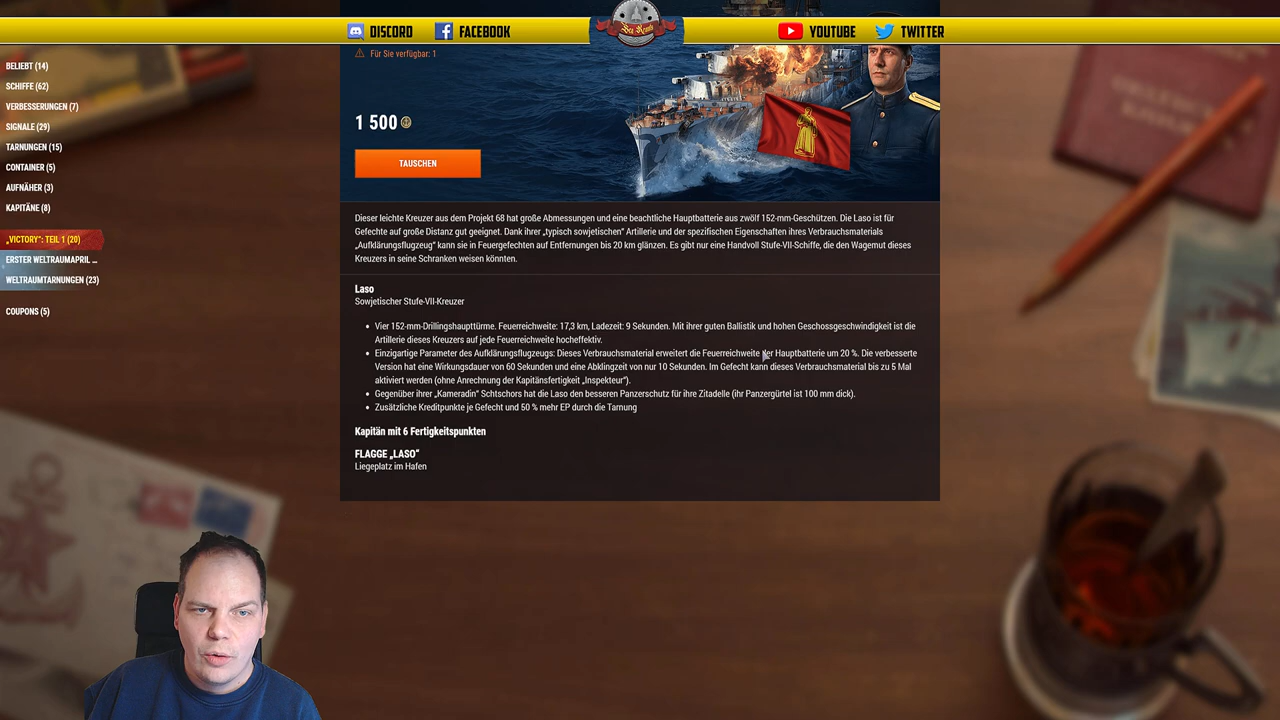 DISCORD
FACEBOOK
Sea Romb
YOUTUBE
TWITTER
BELIEBT (14)
SCHIFFE (62)
VERBESSERUNGEN (7)
SIGNALE (29)
TARNUNGEN (15)
CONTAINER (5)
AUFNÄHER (3)
KAPITÄNE (8)
„VICTORY“: TEIL 1 (20)
ERSTER WELTRAUMAPRIL ...
WELTRAUMTARNUNGEN (23)
COUPONS (5)
Für Sie verfügbar: 1
1 500
TAUSCHEN
Dieser leichte Kreuzer aus dem Projekt 68 hat große Abmessungen und eine beachtliche Hauptbatterie aus zwölf 152-mm-Geschützen. Die Laso ist für
Gefechte auf große Distanz gut geeignet. Dank ihrer „typisch sowjetischen“ Artillerie und der spezifischen Eigenschaften ihres Verbrauchsmaterials
„Aufklärungsflugzeug“ kann sie in Feuergefechten auf Entfernungen bis 20 km glänzen. Es gibt nur eine Handvoll Stufe-VII-Schiffe, die den Wagemut dieses
Kreuzers in seine Schranken weisen könnten.
Laso
Sowjetischer Stufe-VII-Kreuzer
Vier 152-mm-Drillingshaupttürme. Feuerreichweite: 17,3 km, Ladezeit: 9 Sekunden. Mit ihrer guten Ballistik und hohen Geschossgeschwindigkeit ist die
Artillerie dieses Kreuzers auf jede Feuerreichweite hocheffektiv.
Einzigartige Parameter des Aufklärungsflugzeugs: Dieses Verbrauchsmaterial erweitert die Feuerreichweite der Hauptbatterie um 20 %. Die verbesserte
Version hat eine Wirkungsdauer von 60 Sekunden und eine Abklingzeit von nur 10 Sekunden. Im Gefecht kann dieses Verbrauchsmaterial bis zu 5 Mal
aktiviert werden (ohne Anrechnung der Kapitänsfertigkeit „Inspekteur“).
Gegenüber ihrer „Kameradin“ Schtschors hat die Laso den besseren Panzerschutz für ihre Zitadelle (ihr Panzergürtel ist 100 mm dick).
Zusätzliche Kreditpunkte je Gefecht und 50 % mehr EP durch die Tarnung
Kapitän mit 6 Fertigkeitspunkten
FLAGGE „LASO“
Liegeplatz im Hafen